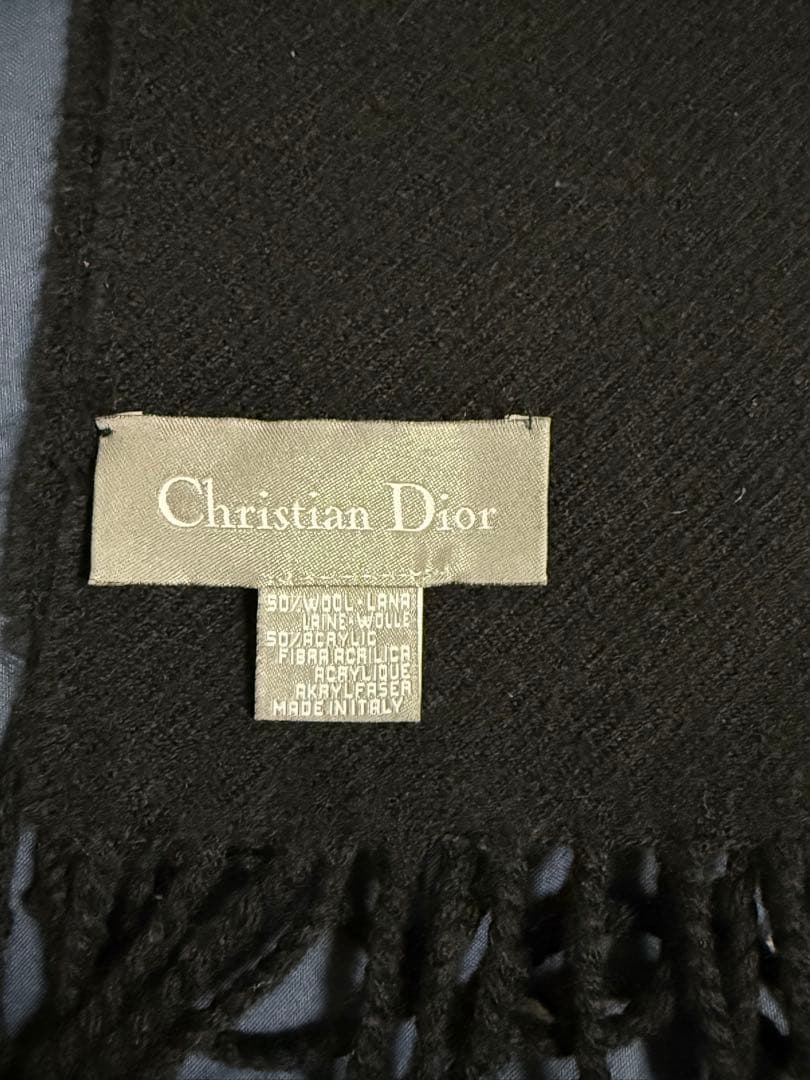 Christian Dior
50%WOOL·LANA
LAINE·WOLLE
50%ACRYLIC
FIBRA ACRILICA
ACRYLIQUE
AKRYLFASER
MADE IN ITALY